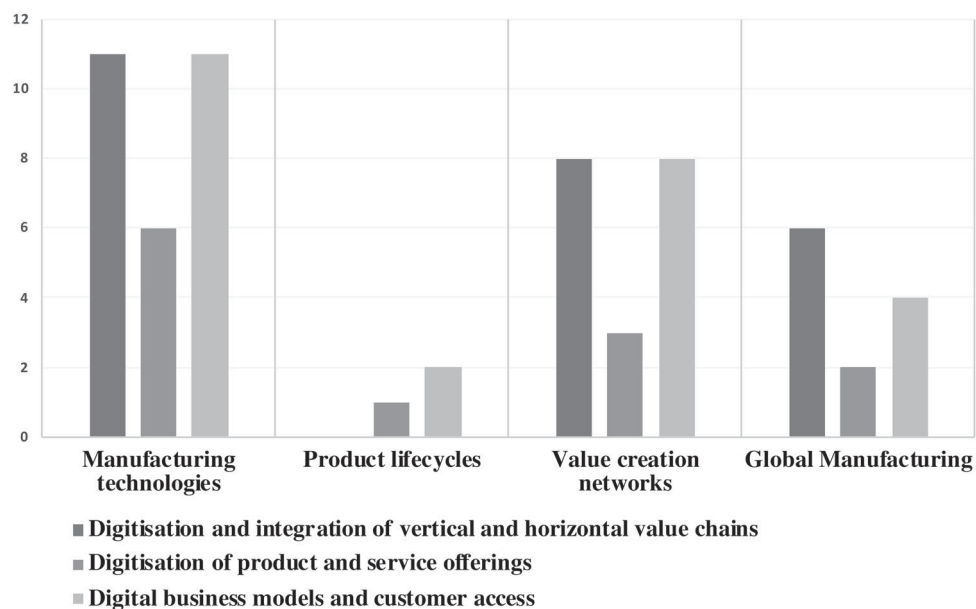 12
10
8
6
4
2
0
Manufacturing
technologies
Product lifecycles
Value creation
networks
Global Manufacturing
Digitisation and integration of vertical and horizontal value chains
Digitisation of product and service offerings
Digital business models and customer access